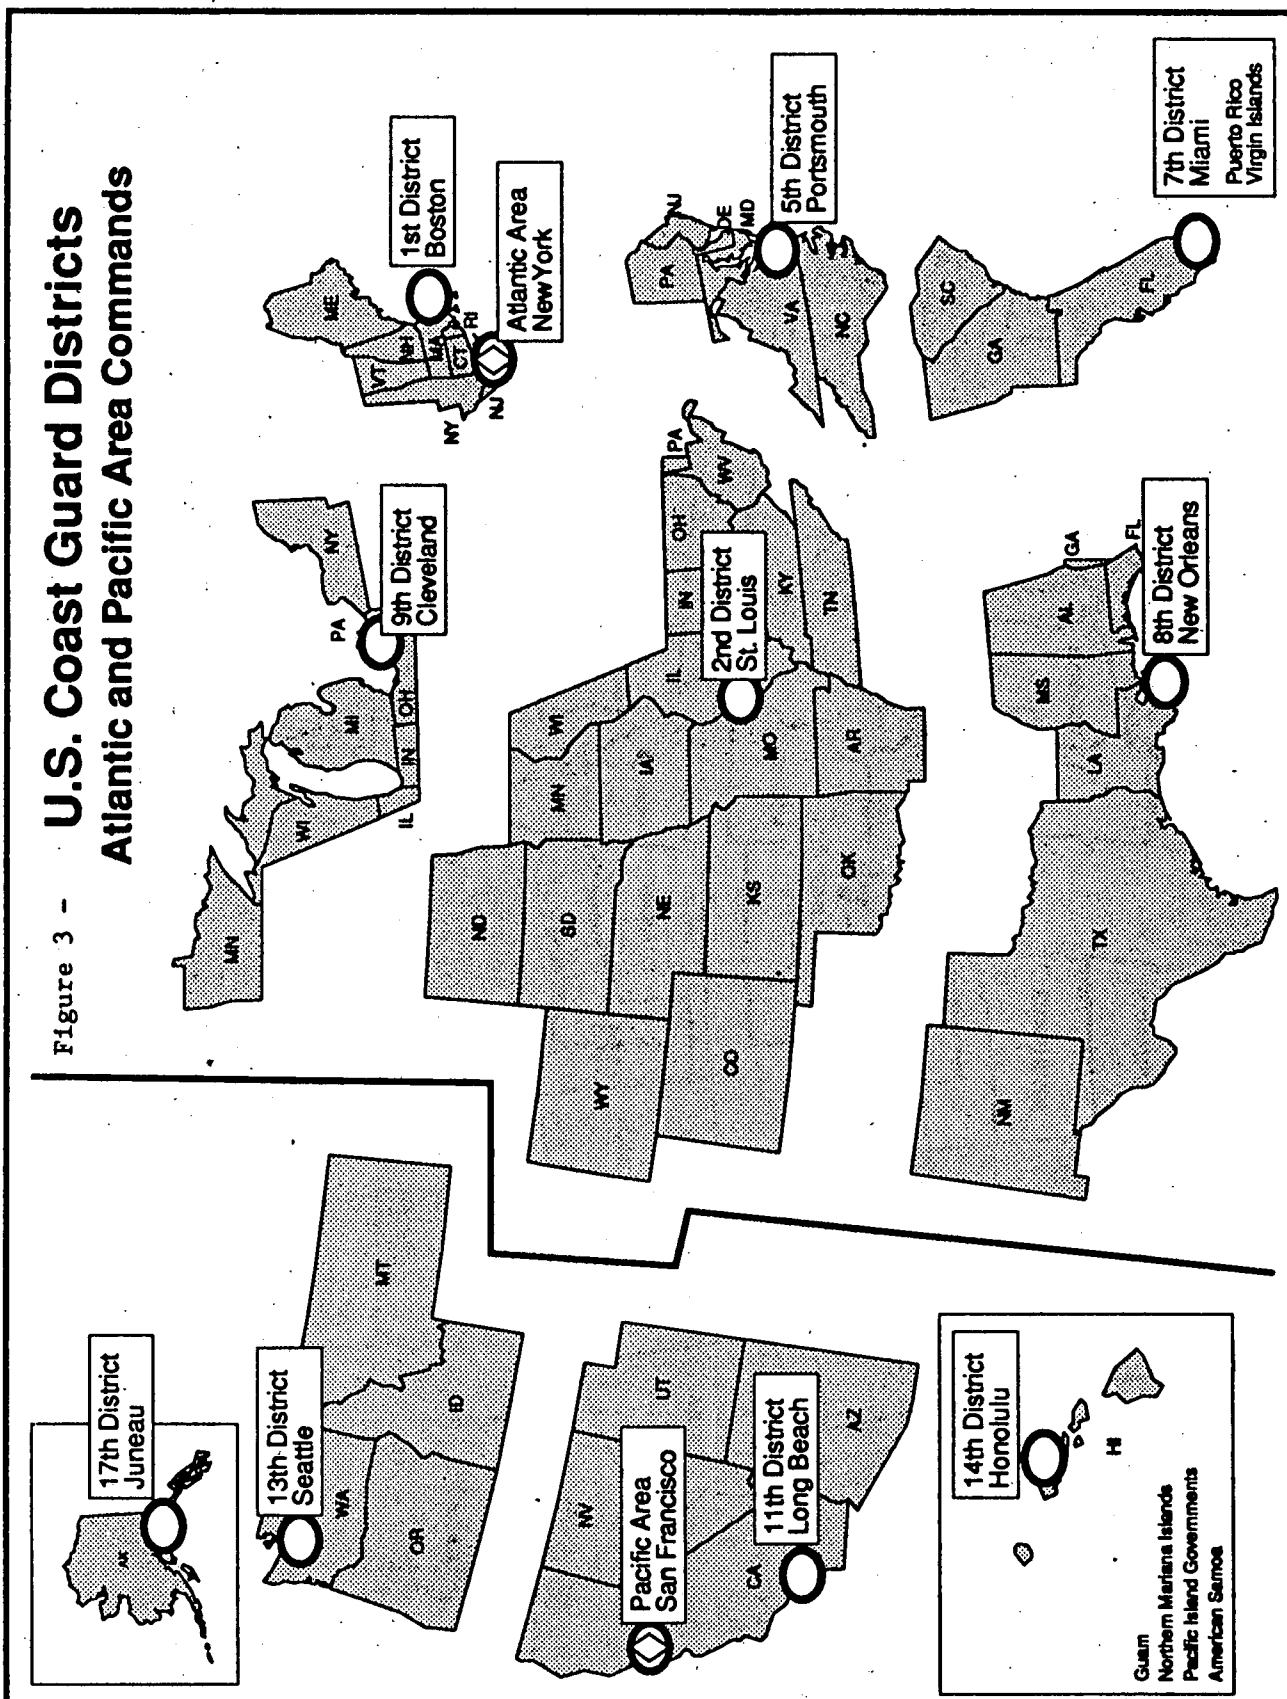 Figure 3 - U.S. Coast Guard Districts
Atlantic and Pacific Area Commands
17th District
Juneau
AK
13th District
Seattle
WA
OR
ID
MT
Pacific Area
San Francisco
11th District
Long Beach
CA
NV
UT
AZ
14th District
Honolulu
HI
Guam
Northern Mariana Islands
Pacific Island Governments
American Samoa
MN
WI
IL
MI
IN
OH
PA
NY
9th District
Cleveland
ND
SD
NE
KS
OK
WY
CO
MN
WI
IA
MO
AR
IL
IN
OH
PA
WV
KY
TN
2nd District
St. Louis
NM
TX
LA
MS
AL
GA
FL
8th District
New Orleans
ME
VT
NH
MA
CT
RI
NY
NJ
1st District
Boston
Atlantic Area
New York
PA
NJ
DE
MD
VA
NC
5th District
Portsmouth
SC
GA
FL
7th District
Miami
Puerto Rico
Virgin Islands